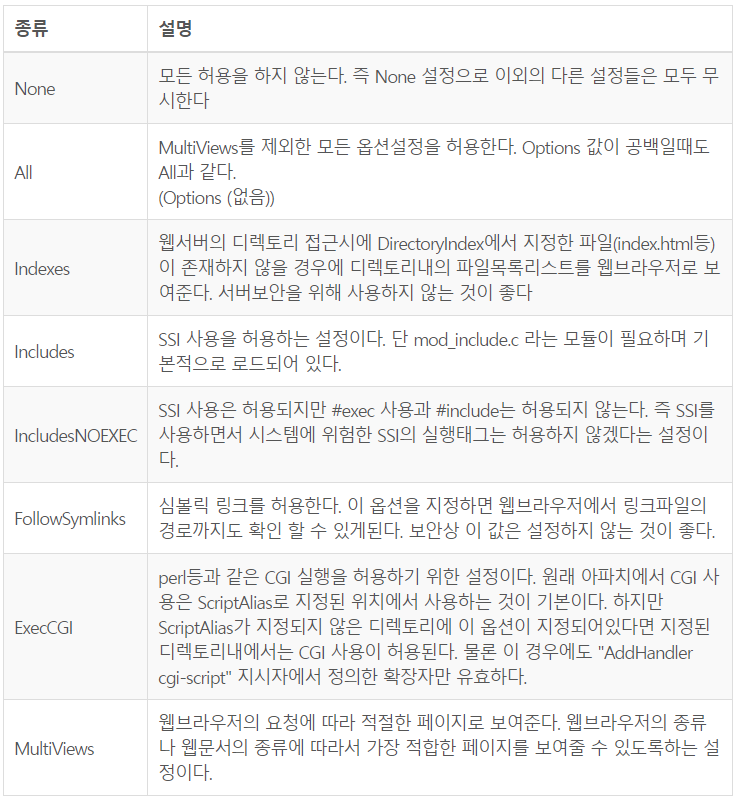 종류 설명
None
모든 허용을 하지 않는다. 즉 None 설정으로 이외의 다른 설정들은 모두 무
시한다
All
MultiViews를 제외한 모든 옵션설정을 허용한다. Options 값이 공백일때도
All과 같다.
(Options (없음))
Indexes
웹서버의 디렉토리 접근시에 DirectoryIndex에서 지정한 파일(index.html등)
이 존재하지 않을 경우에 디렉토리내의 파일목록리스트를 웹브라우저로 보
여준다. 서버보안을 위해 사용하지 않는 것이 좋다
Includes
SSI 사용을 허용하는 설정이다. 단 mod_include.c 라는 모듈이 필요하며 기
본적으로 로드되어 있다.
IncludesNOEXEC
SSI 사용은 허용되지만 #exec 사용과 #include는 허용되지 않는다. 즉 SSI를
사용하면서 시스템에 위험한 SSI의 실행태그는 허용하지 않겠다는 설정이
다.
FollowSymlinks
심볼릭 링크를 허용한다. 이 옵션을 지정하면 웹브라우저에서 링크파일의
경로까지도 확인 할 수 있게된다. 보안상 이 값은 설정하지 않는 것이 좋다.
ExecCGI
perl등과 같은 CGI 실행을 허용하기 위한 설정이다. 원래 아파치에서 CGI 사
용은 ScriptAlias로 지정된 위치에서 사용하는 것이 기본이다. 하지만
ScriptAlias가 지정되지 않은 디렉토리에 이 옵션이 지정되어있다면 지정된
디렉토리내에서는 CGI 사용이 허용된다. 물론 이 경우에도 "AddHandler
cgi-script" 지시자에서 정의한 확장자만 유효하다.
MultiViews
웹브라우저의 요청에 따라 적절한 페이지로 보여준다. 웹브라우저의 종류
나 웹문서의 종류에 따라서 가장 적합한 페이지를 보여줄 수 있도록하는 설
정이다.